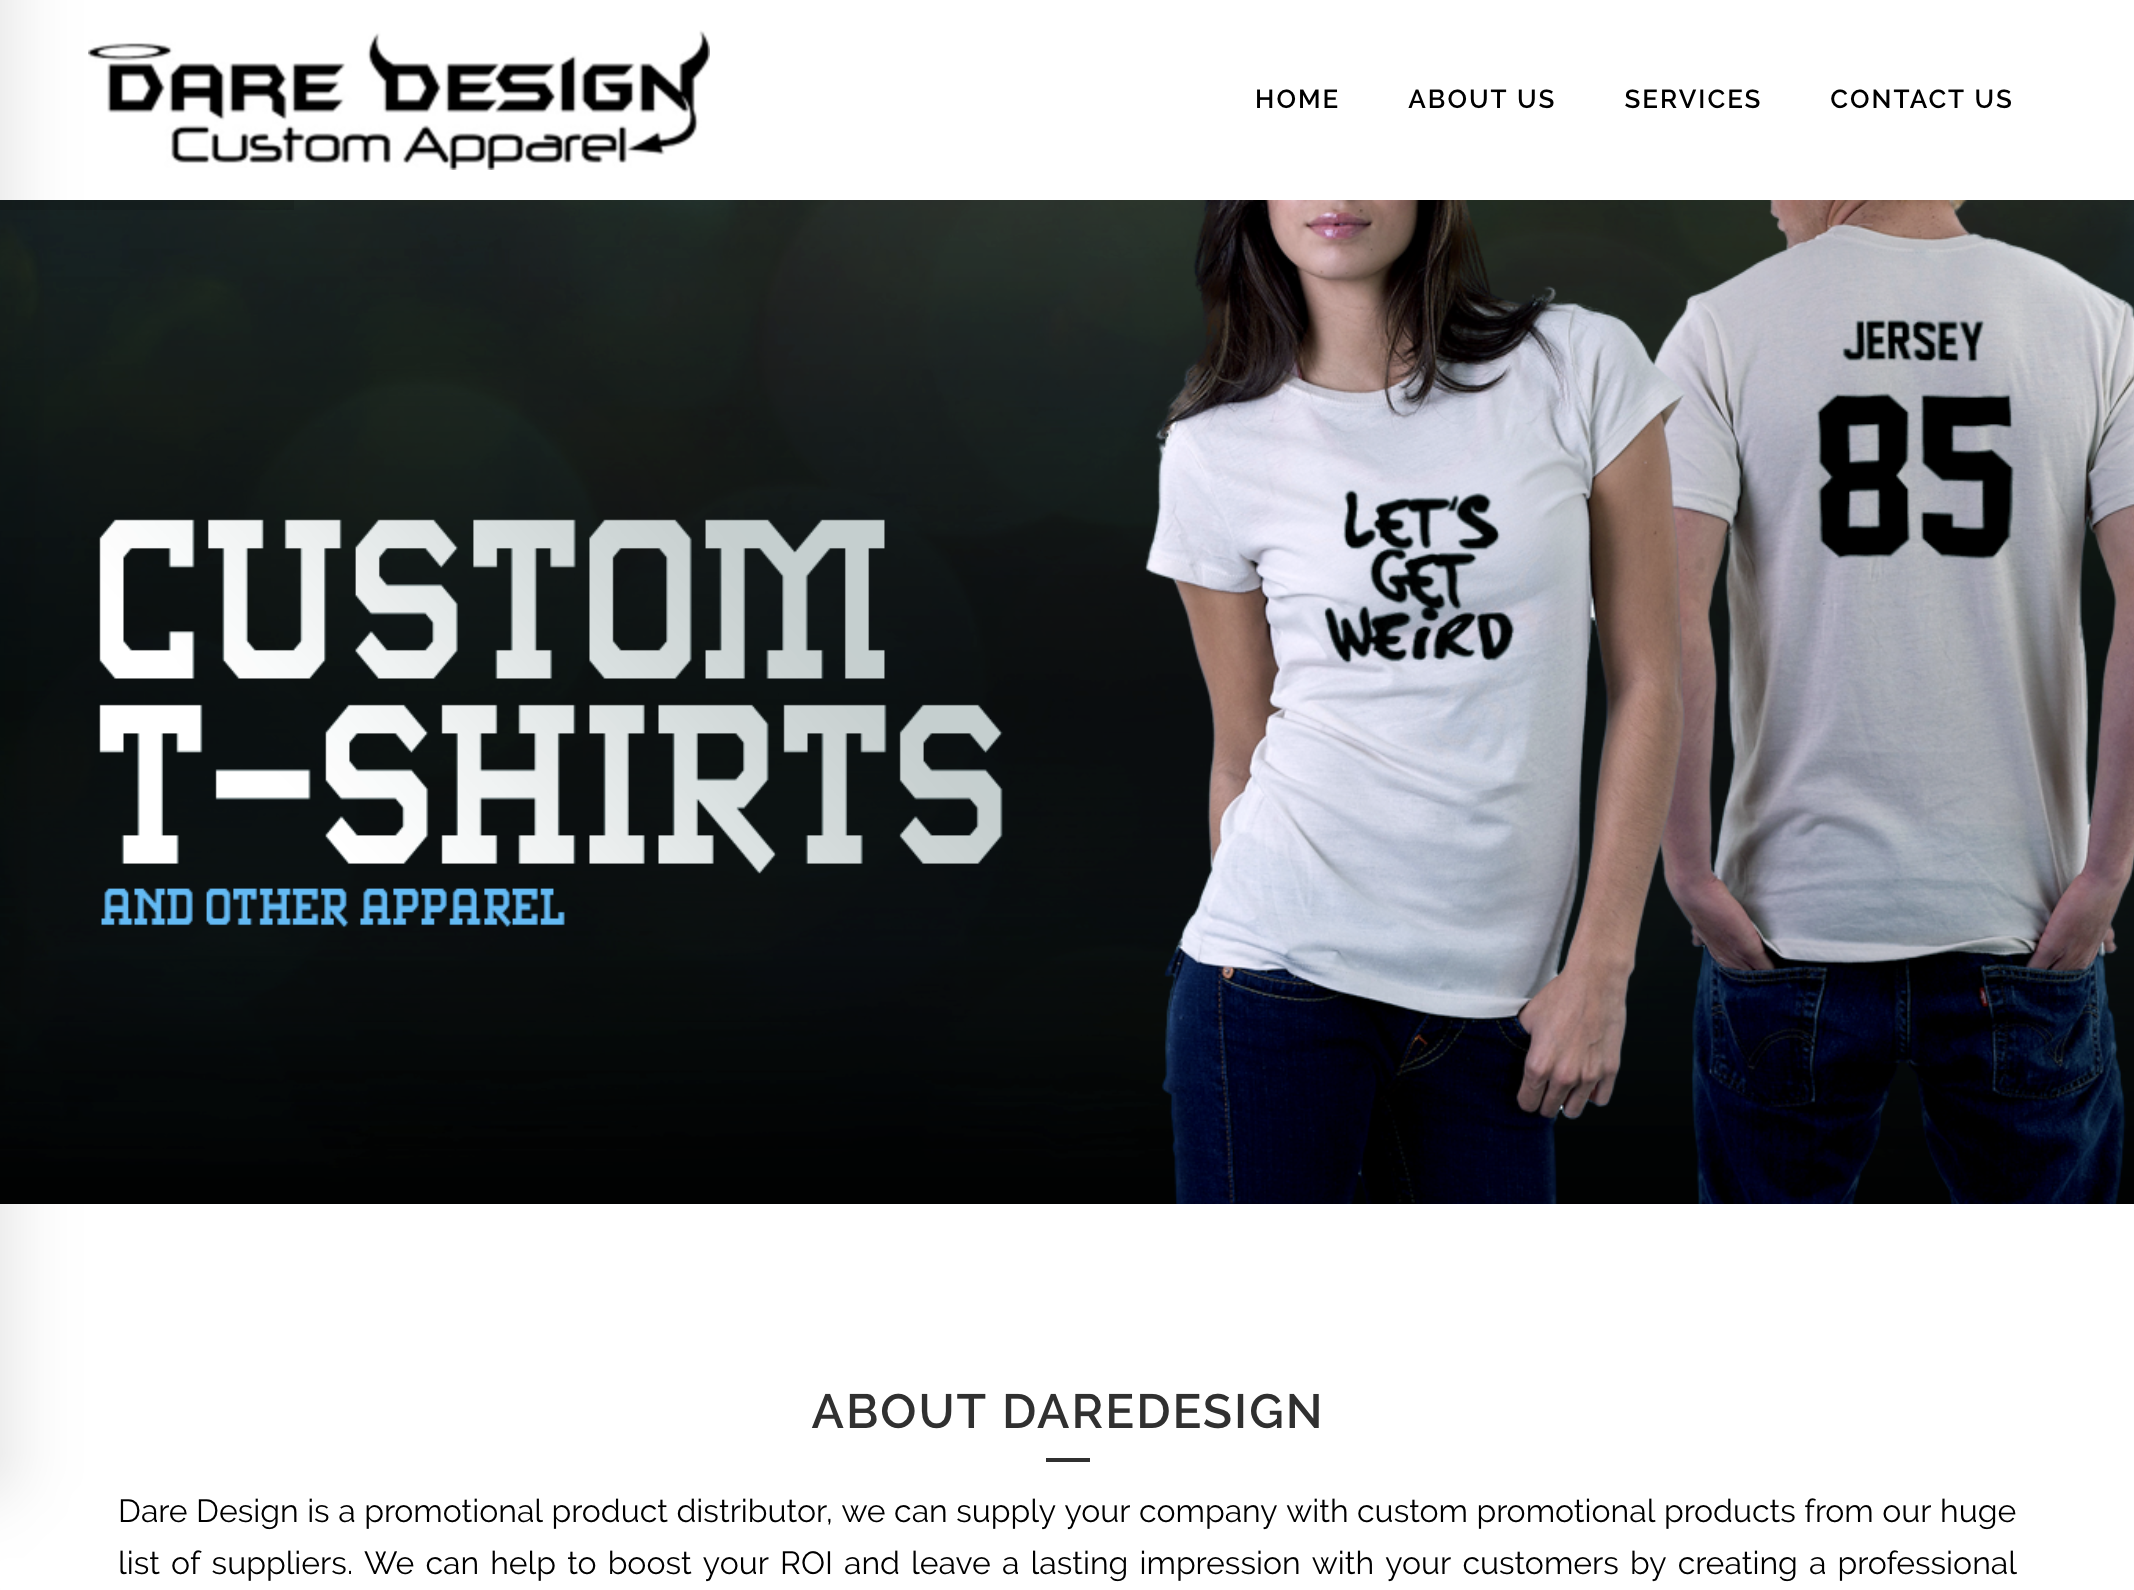 DARE DESIGN
Custom Apparel
HOME ABOUT US SERVICES CONTACT US
CUSTOM
T-SHIRTS
AND OTHER APPAREL
LET'S
GET
WEiRD
JERSEY
85
ABOUT DAREDESIGN
Dare Design is a promotional product distributor, we can supply your company with custom promotional products from our huge
list of suppliers. We can help to boost your ROI and leave a lasting impression with your customers by creating a professional